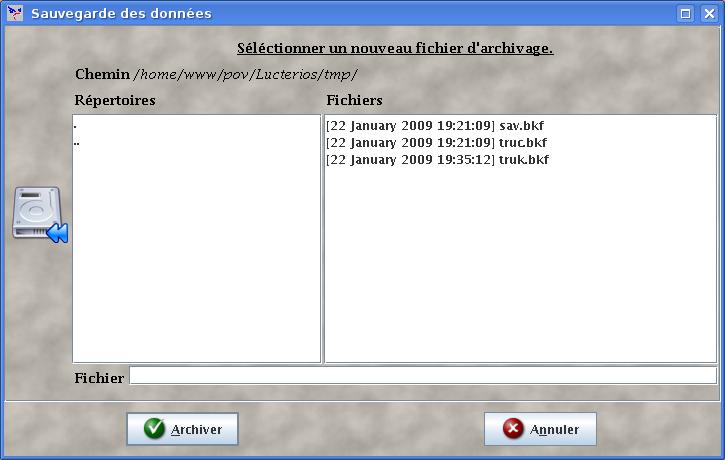 Sauvegarde des données
Séléctionner un nouveau fichier d'archivage.
Chemin /home/www/pov/Lucterios/tmp/
Répertoires
Fichiers
.
..
[22 January 2009 19:21:09] sav.bkf
[22 January 2009 19:21:09] truc.bkf
[22 January 2009 19:35:12] truk.bkf
Fichier
Archiver
Annuler